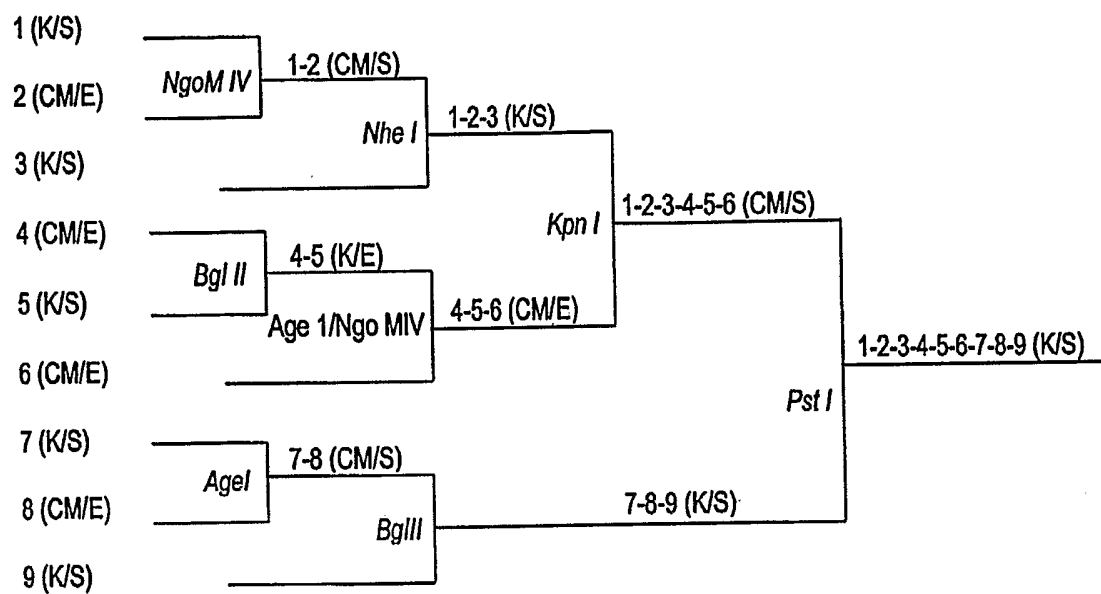 1 (K/S)
NgoM IV
1-2 (CM/S)
2 (CM/E)
Nhe I
1-2-3 (K/S)
3 (K/S)
Kpn I
1-2-3-4-5-6 (CM/S)
4 (CM/E)
Bgl II
4-5 (K/E)
5 (K/S)
Age 1/Ngo MIV
4-5-6 (CM/E)
6 (CM/E)
Pst I
1-2-3-4-5-6-7-8-9 (K/S)
7 (K/S)
AgeI
7-8 (CM/S)
8 (CM/E)
BglII
7-8-9 (K/S)
9 (K/S)